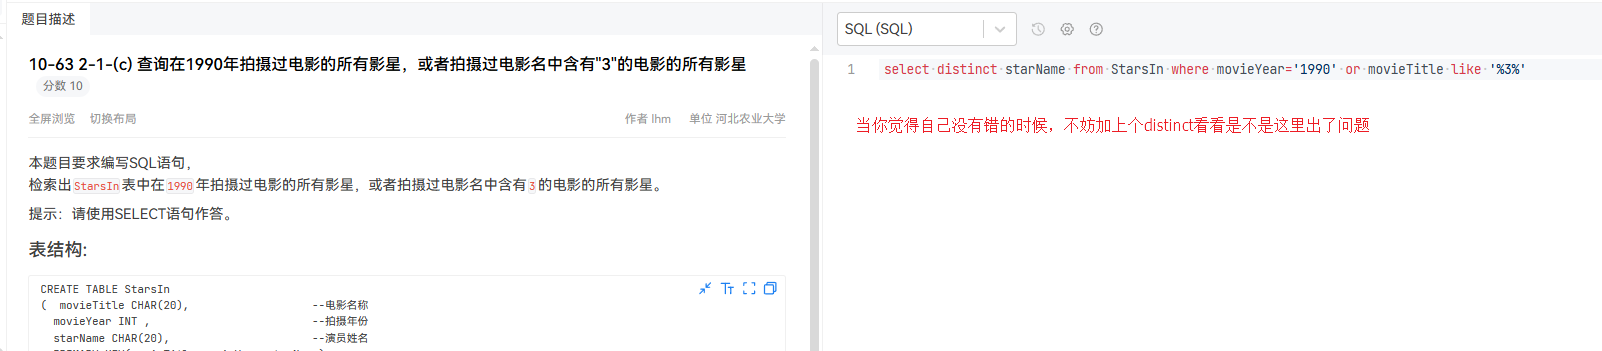 题目描述
10-63 2-1-(c) 查询在1990年拍摄过电影的所有影星，或者拍摄过电影名中含有"3"的电影的所有影星
分数 10
全屏浏览 切换布局 作者 lhm 单位 河北农业大学
本题目要求编写SQL语句，
检索出StarsIn表中在1990年拍摄过电影的所有影星，或者拍摄过电影名中含有3的电影的所有影星。
提示：请使用SELECT语句作答。
表结构:
CREATE TABLE StarsIn
( movieTitle CHAR(20), --电影名称
movieYear INT , --拍摄年份
starName CHAR(20), --演员姓名
SQL (SQL)
1 select distinct starName from StarsIn where movieYear='1990' or movieTitle like '%3%'
当你觉得自己没有错的时候，不妨加上个distinct看看是不是这里出了问题